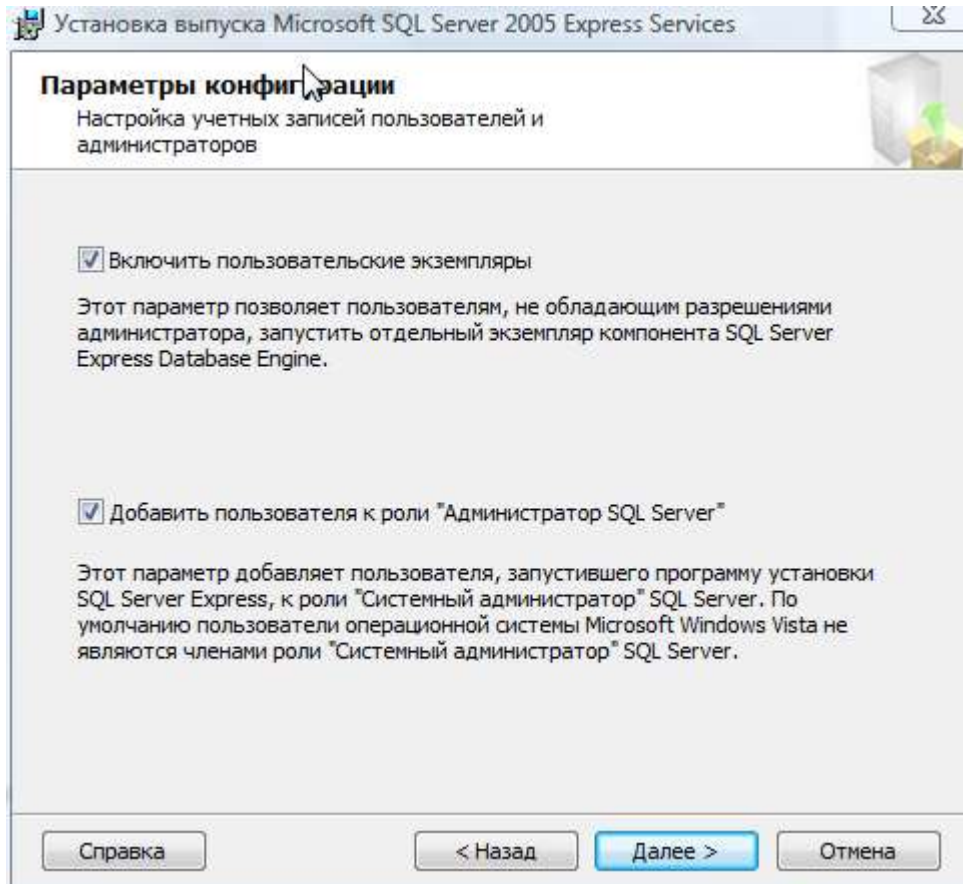 Установка выпуска Microsoft SQL Server 2005 Express Services
Параметры конфигурации
Настройка учетных записей пользователей и
администраторов
Включить пользовательские экземпляры
Этот параметр позволяет пользователям, не обладающим разрешениями
администратора, запустить отдельный экземпляр компонента SQL Server
Express Database Engine.
Добавить пользователя к роли "Администратор SQL Server"
Этот параметр добавляет пользователя, запустившего программу установки
SQL Server Express, к роли "Системный администратор" SQL Server. По
умолчанию пользователи операционной системы Microsoft Windows Vista не
являются членами роли "Системный администратор" SQL Server.
Справка
< Назад
Далее >
Отмена